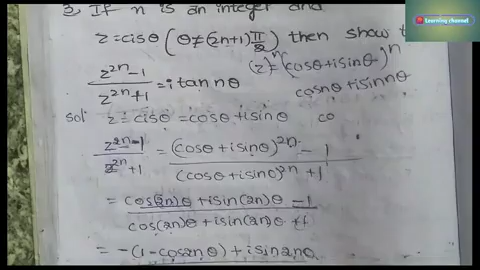 Learning channel
3. If n is an integer and
z = cisθ (θ ≠ (2n+1)π/2) then show t
(z)^n = (cosθ+isinθ)^n
z^2n - 1 / z^2n + 1 = i tan nθ
cosnθ + isinnθ
Sol: z = cisθ = cosθ + isinθ co
z^2n - 1 / z^2n + 1 = (cosθ + isinθ)^2n - 1 / (cosθ + isinθ)^2n + 1
= cos(2n)θ + isin(2n)θ - 1 / cos(2n)θ + isin(2n)θ + 1
= -(1 - cos2nθ) + isin2nθ